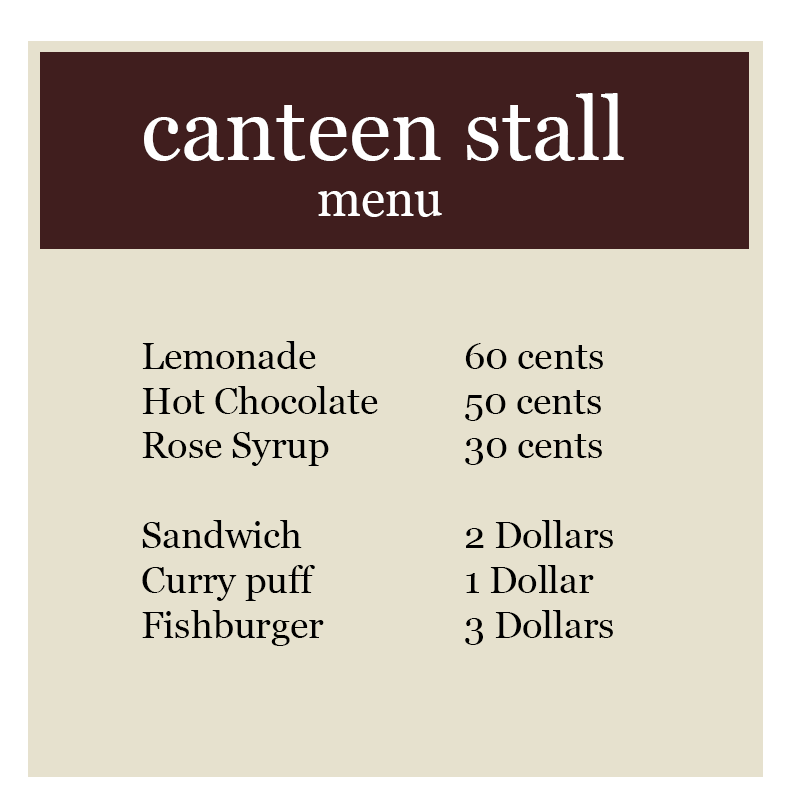 canteen stall
menu
Lemonade 60 cents
Hot Chocolate 50 cents
Rose Syrup 30 cents
Sandwich 2 Dollars
Curry puff 1 Dollar
Fishburger 3 Dollars